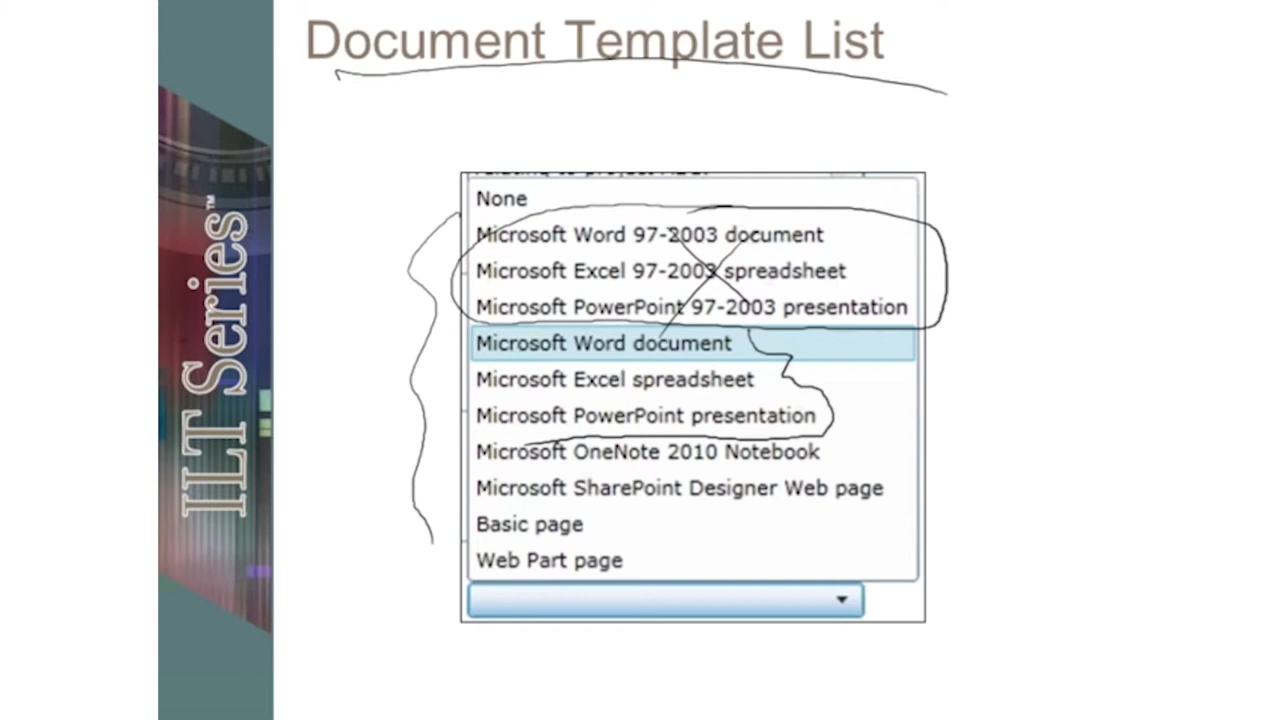 Document Template List
ILT Series™
None
Microsoft Word 97-2003 document
Microsoft Excel 97-2003 spreadsheet
Microsoft PowerPoint 97-2003 presentation
Microsoft Word document
Microsoft Excel spreadsheet
Microsoft PowerPoint presentation
Microsoft OneNote 2010 Notebook
Microsoft SharePoint Designer Web page
Basic page
Web Part page